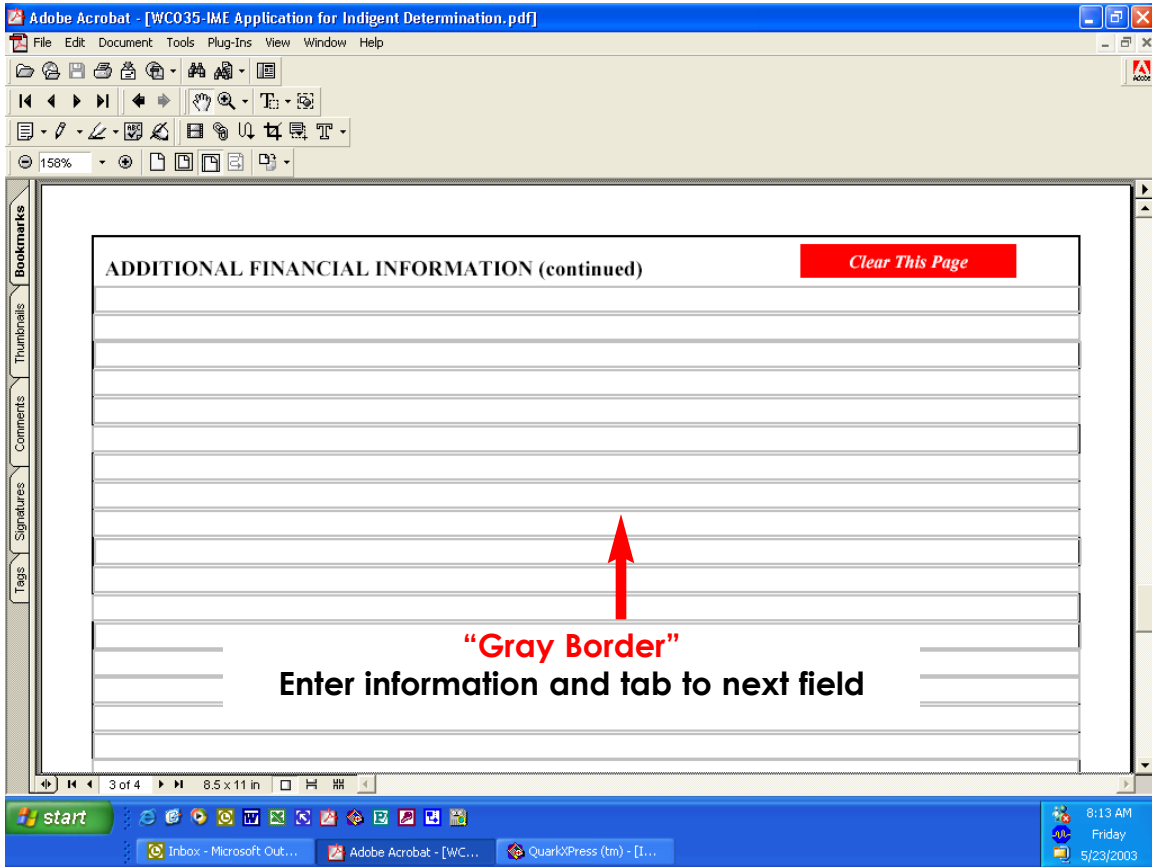 Adobe Acrobat - [WC035-IME Application for Indigent Determination.pdf]
File Edit Document Tools Plug-Ins View Window Help
Adobe
158%
Bookmarks
Thumbnails
Comments
Signatures
Tags
ADDITIONAL FINANCIAL INFORMATION (continued)
Clear This Page
“Gray Border”
Enter information and tab to next field
3 of 4
8.5 x 11 in
start
8:13 AM
Friday
5/23/2003
Inbox - Microsoft Out...
Adobe Acrobat - [WC...
QuarkXPress (tm) - [I...